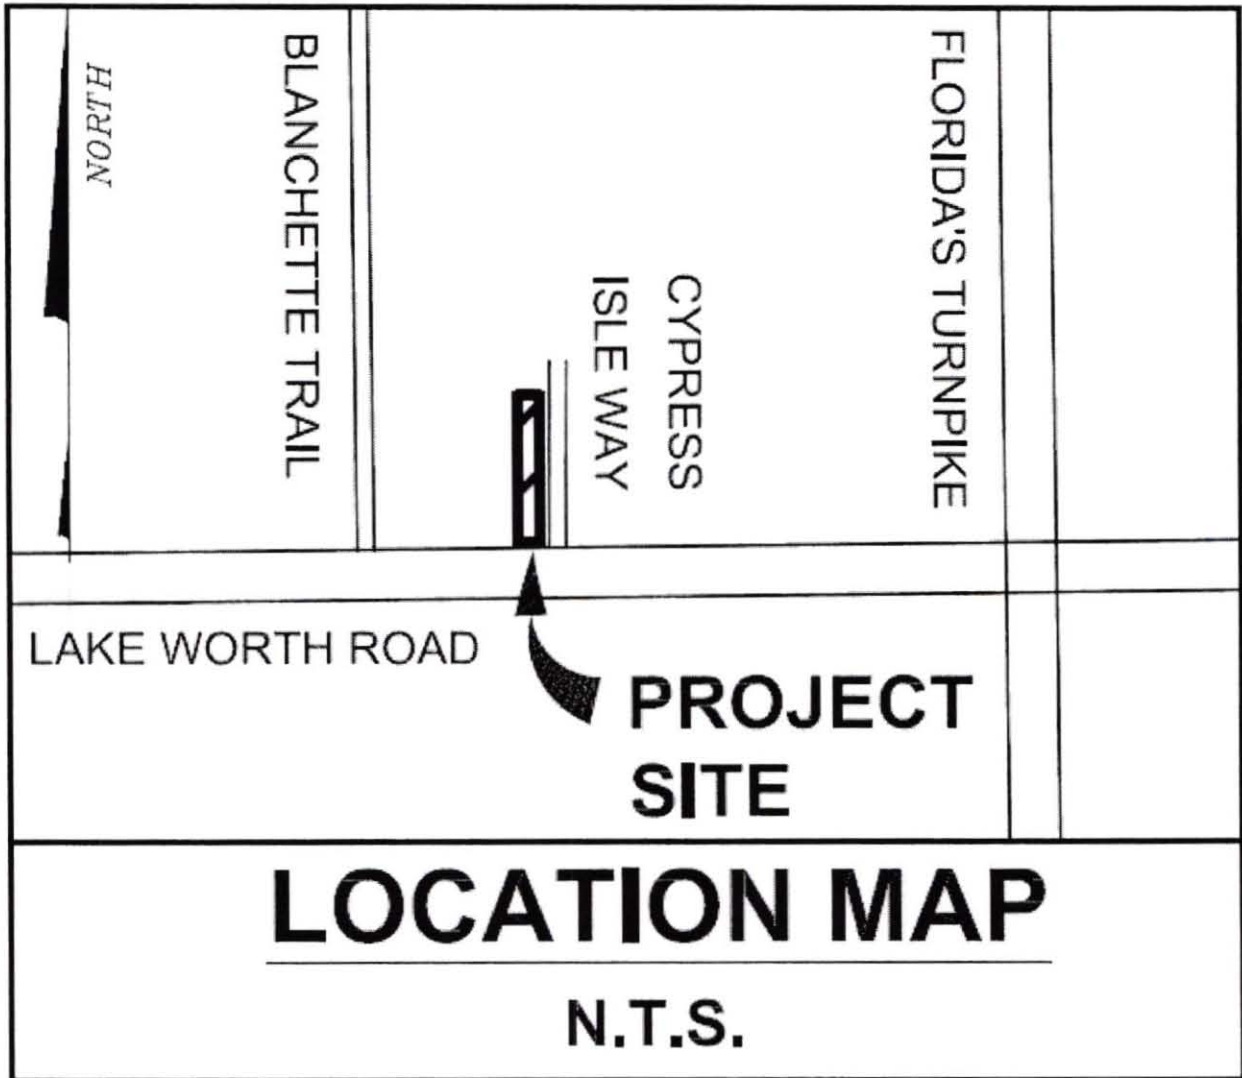 NORTH
BLANCHETTE TRAIL
CYPRESS
ISLE WAY
FLORIDA'S TURNPIKE
LAKE WORTH ROAD
PROJECT
SITE
LOCATION MAP
N.T.S.